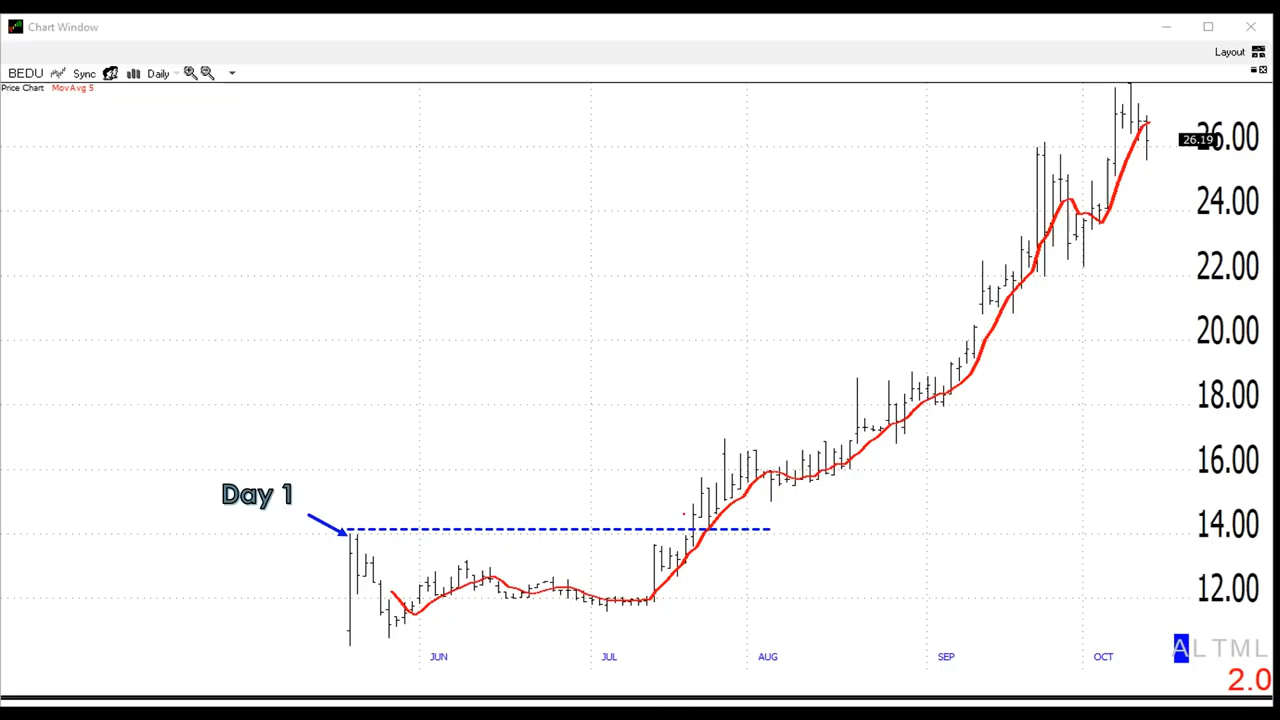 Chart Window
Layout
BEDU Sync Daily
Price Chart MovAvg 5
26.00
26.19
24.00
22.00
20.00
18.00
16.00
Day 1
14.00
12.00
JUN JUL AUG SEP OCT
ALTML
2.0